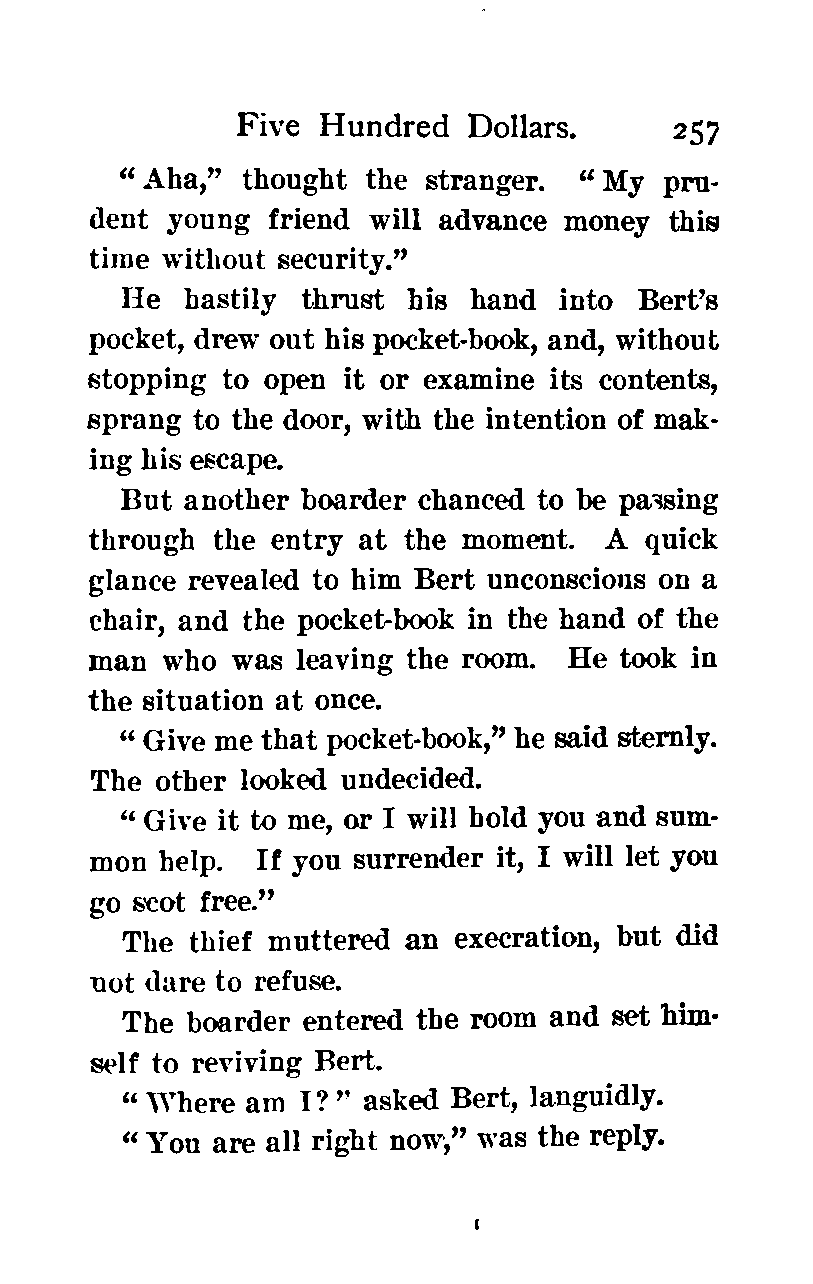 Five Hundred Dollars. 257
“Aha,” thought the stranger. “My pru-
dent young friend will advance money this
time without security.”
He hastily thrust his hand into Bert’s
pocket, drew out his pocket-book, and, without
stopping to open it or examine its contents,
sprang to the door, with the intention of mak-
ing his escape.
But another boarder chanced to be passing
through the entry at the moment. A quick
glance revealed to him Bert unconscious on a
chair, and the pocket-book in the hand of the
man who was leaving the room. He took in
the situation at once.
“Give me that pocket-book,” he said sternly.
The other looked undecided.
“Give it to me, or I will hold you and sum-
mon help. If you surrender it, I will let you
go scot free.”
The thief muttered an execration, but did
not dare to refuse.
The boarder entered the room and set him-
self to reviving Bert.
“Where am I?” asked Bert, languidly.
“You are all right now,” was the reply.